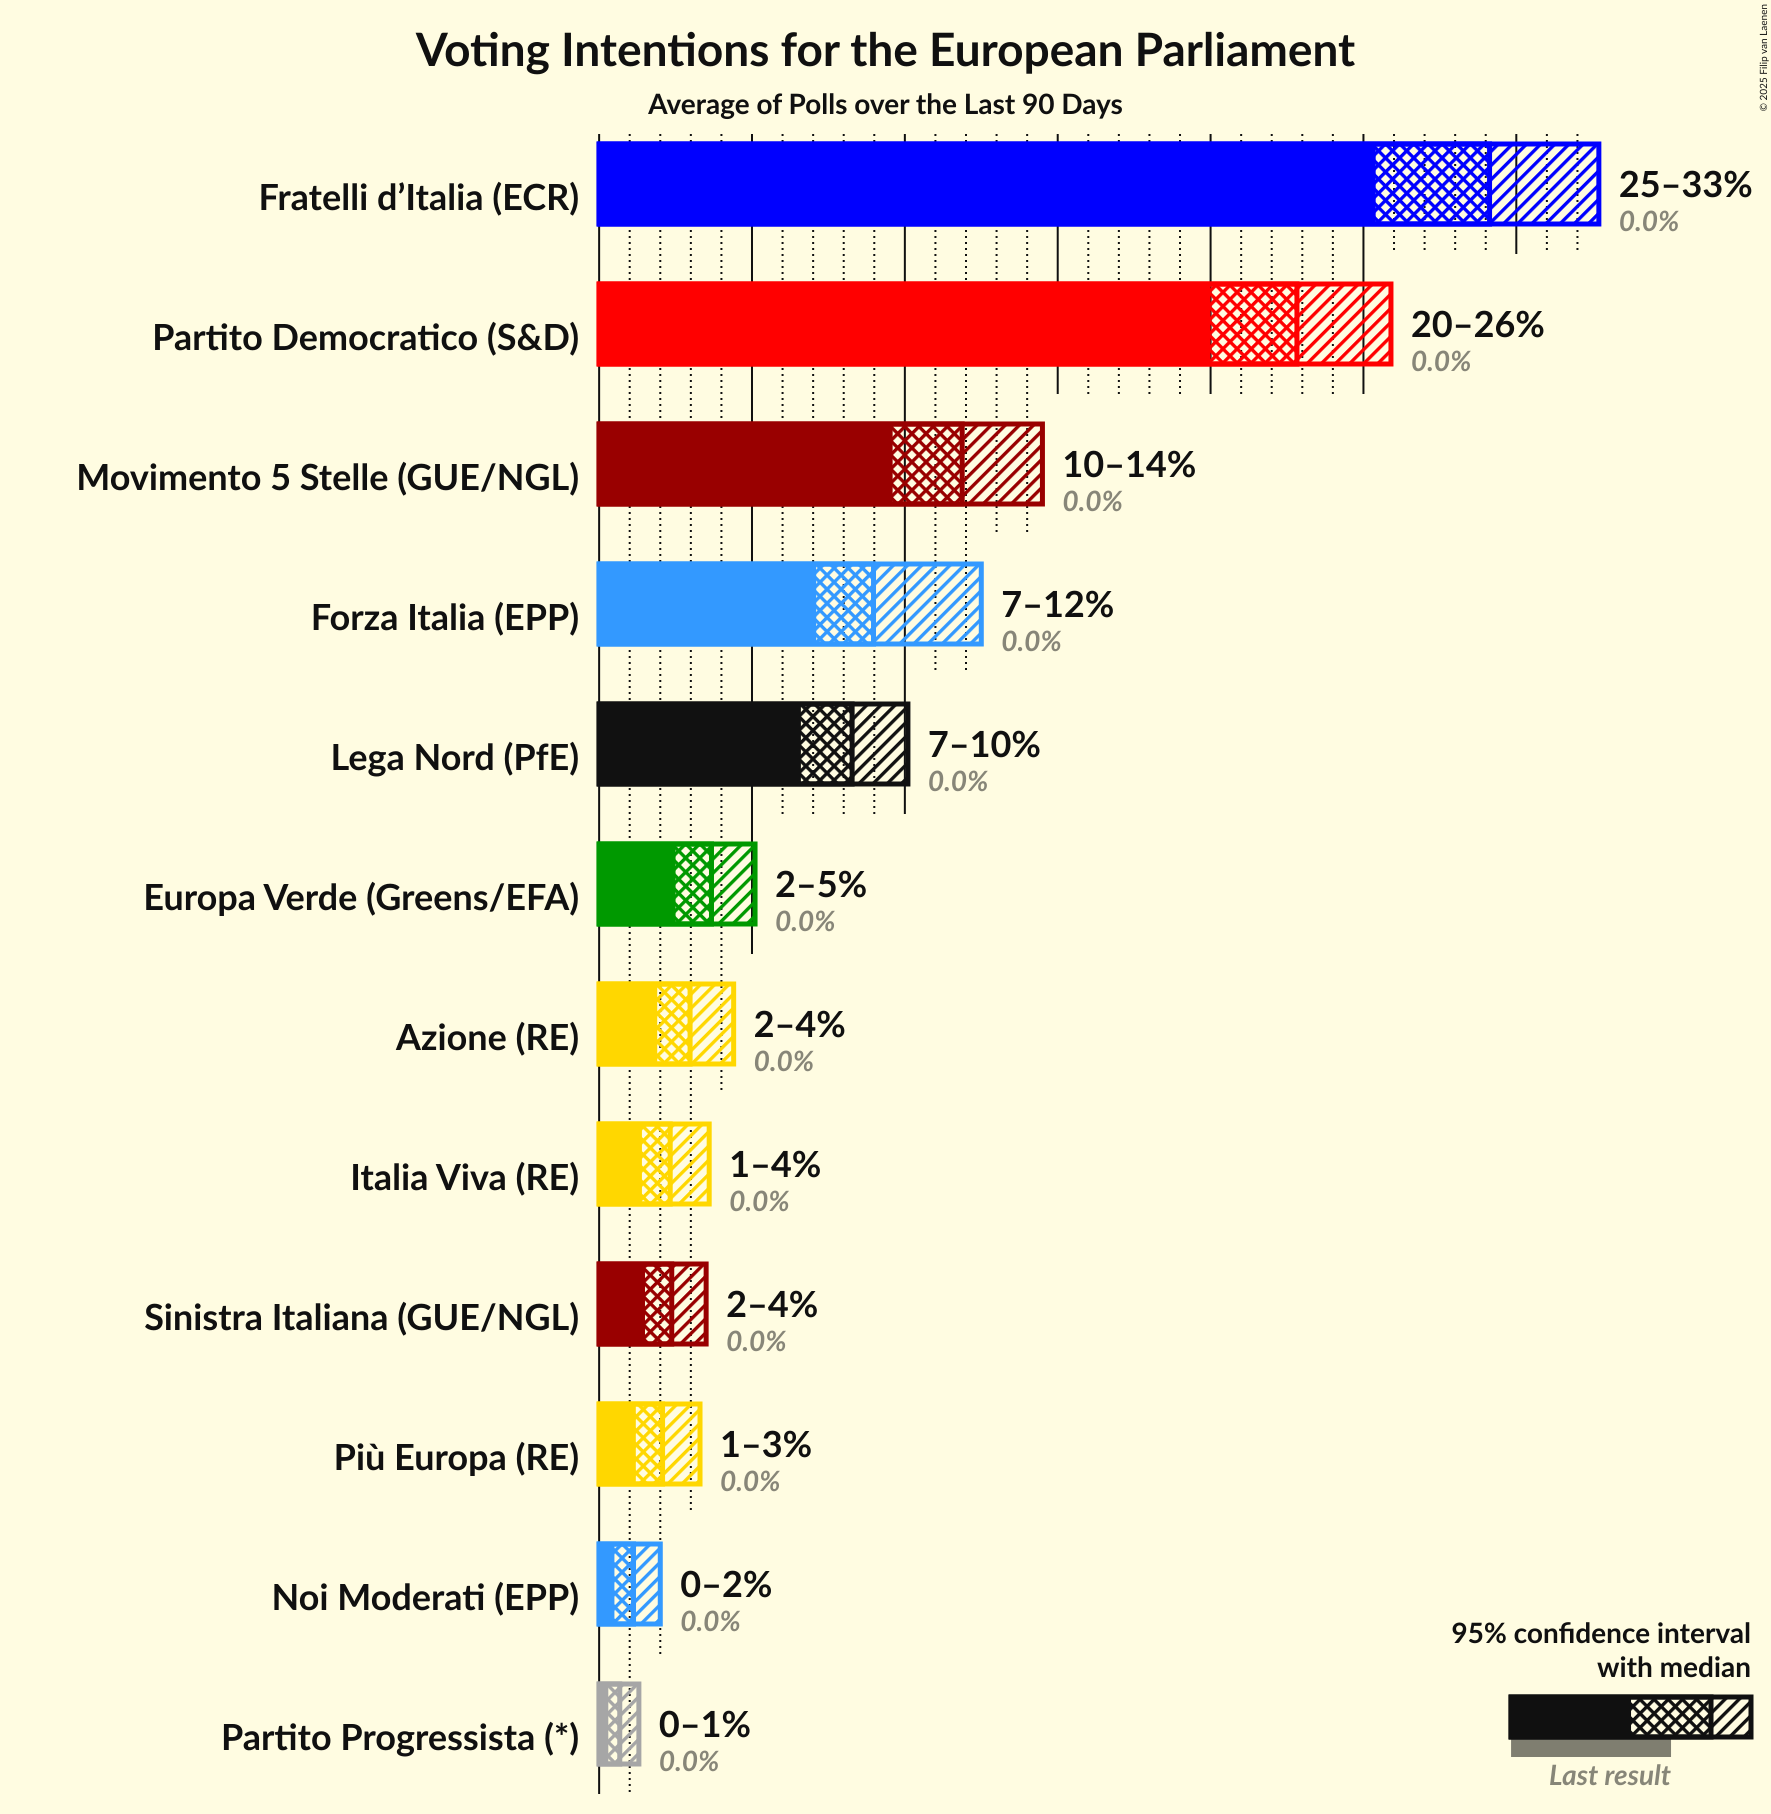 Voting Intentions for the European Parliament
Average of Polls over the Last 90 Days
© 2025 Filip van Laenen
Fratelli d’Italia (ECR)
25–33%
0.0%
Partito Democratico (S&D)
20–26%
0.0%
Movimento 5 Stelle (GUE/NGL)
10–14%
0.0%
Forza Italia (EPP)
7–12%
0.0%
Lega Nord (PfE)
7–10%
0.0%
Europa Verde (Greens/EFA)
2–5%
0.0%
Azione (RE)
2–4%
0.0%
Italia Viva (RE)
1–4%
0.0%
Sinistra Italiana (GUE/NGL)
2–4%
0.0%
Più Europa (RE)
1–3%
0.0%
Noi Moderati (EPP)
0–2%
0.0%
Partito Progressista (*)
0–1%
0.0%
95% confidence interval
with median
Last result